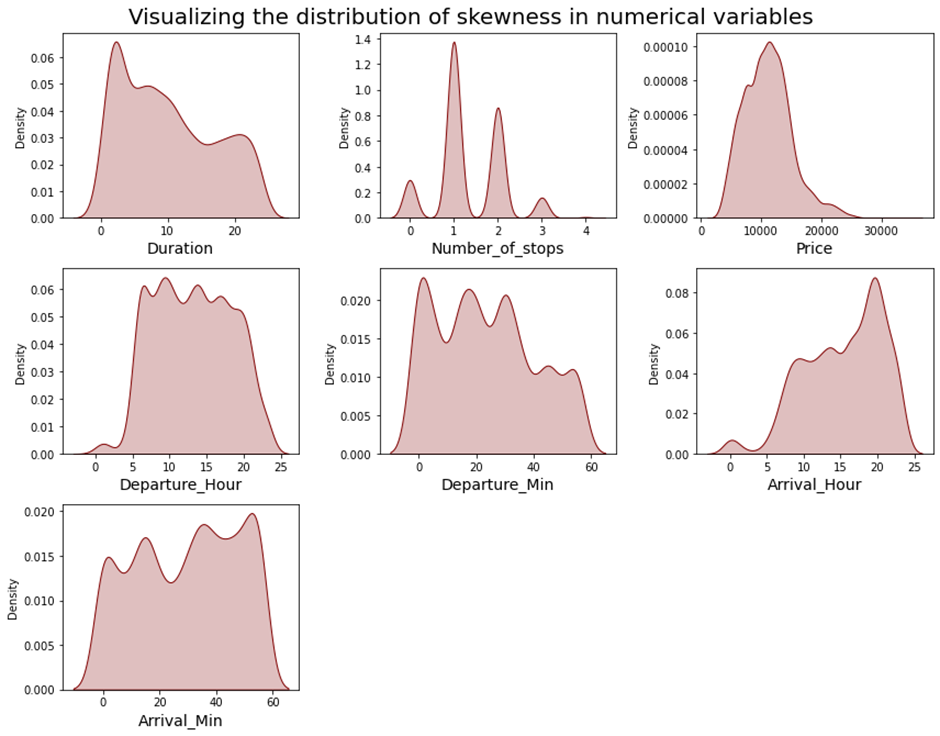 Visualizing the distribution of skewness in numerical variables
Density
0.06
0.05
0.04
0.03
0.02
0.01
0.00
0 10 20
Duration
Density
1.4
1.2
1.0
0.8
0.6
0.4
0.2
0.0
0 1 2 3 4
Number_of_stops
Density
0.00010
0.00008
0.00006
0.00004
0.00002
0.00000
0 10000 20000 30000
Price
Density
0.06
0.05
0.04
0.03
0.02
0.01
0.00
0 5 10 15 20 25
Departure_Hour
Density
0.020
0.015
0.010
0.005
0.000
0 20 40 60
Departure_Min
Density
0.08
0.06
0.04
0.02
0.00
0 5 10 15 20 25
Arrival_Hour
Density
0.020
0.015
0.010
0.005
0.000
0 20 40 60
Arrival_Min